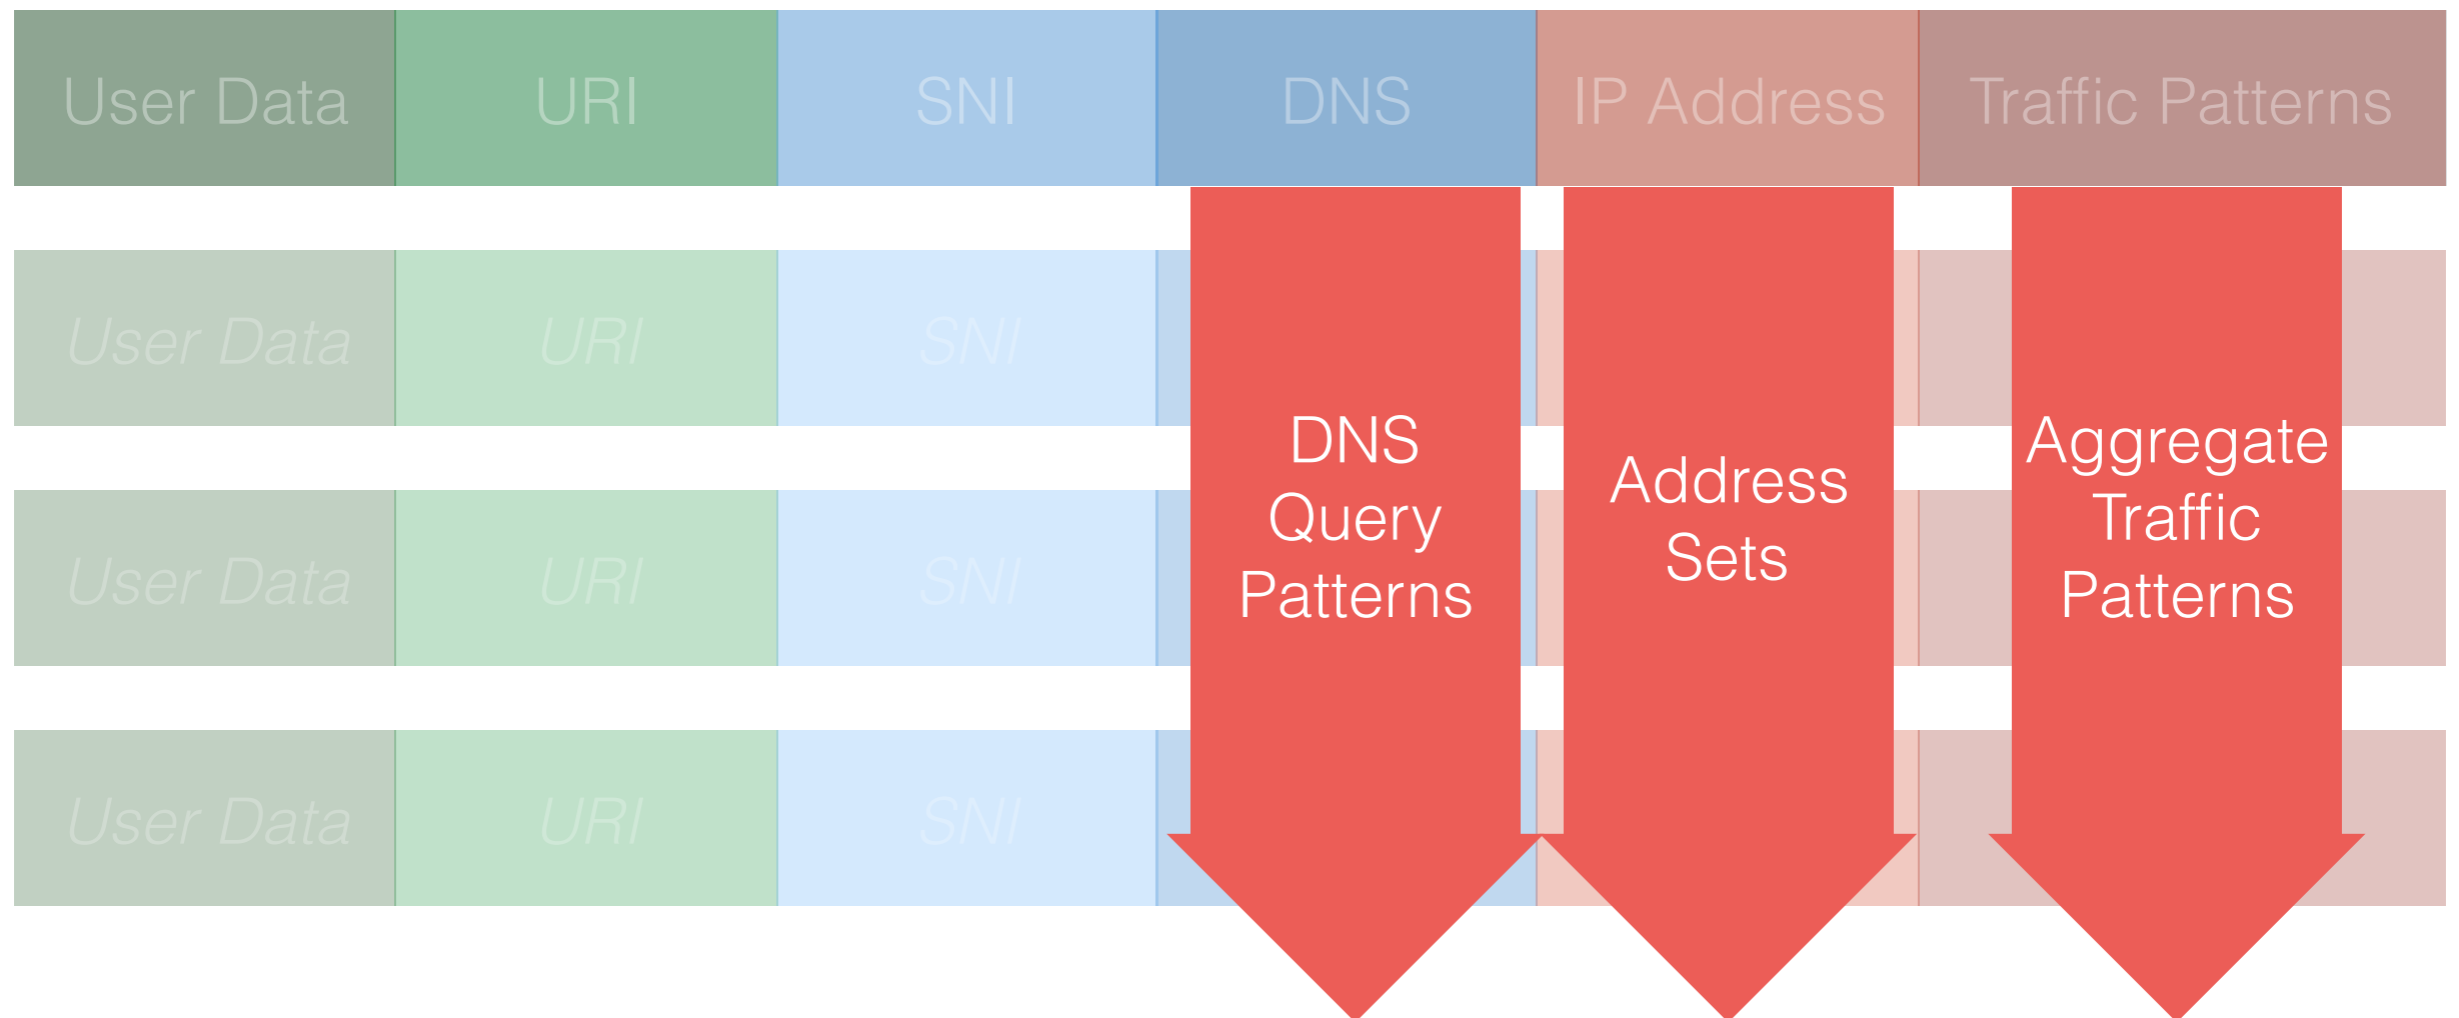 User Data URI SNI DNS IP Address Traffic Patterns
User Data URI SNI
DNS
Query
Patterns
Address
Sets
Aggregate
Traffic
Patterns
User Data URI SNI
User Data URI SNI